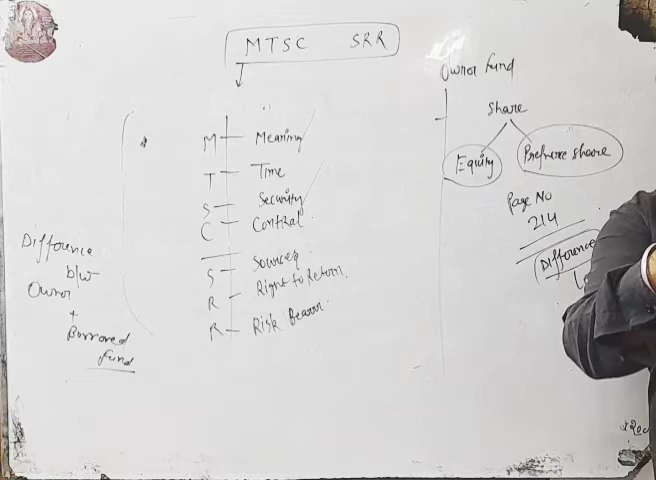 MTSC SRR
M - Meaning
T - Time
S - Security
C - Control
S - Sources
R - Right to Return
R - Risk Bearer
Difference
b/w
Owner
+
Borrowed
fund
Owner fund
Share
Equity
Prefrence share
Page No
214
Difference